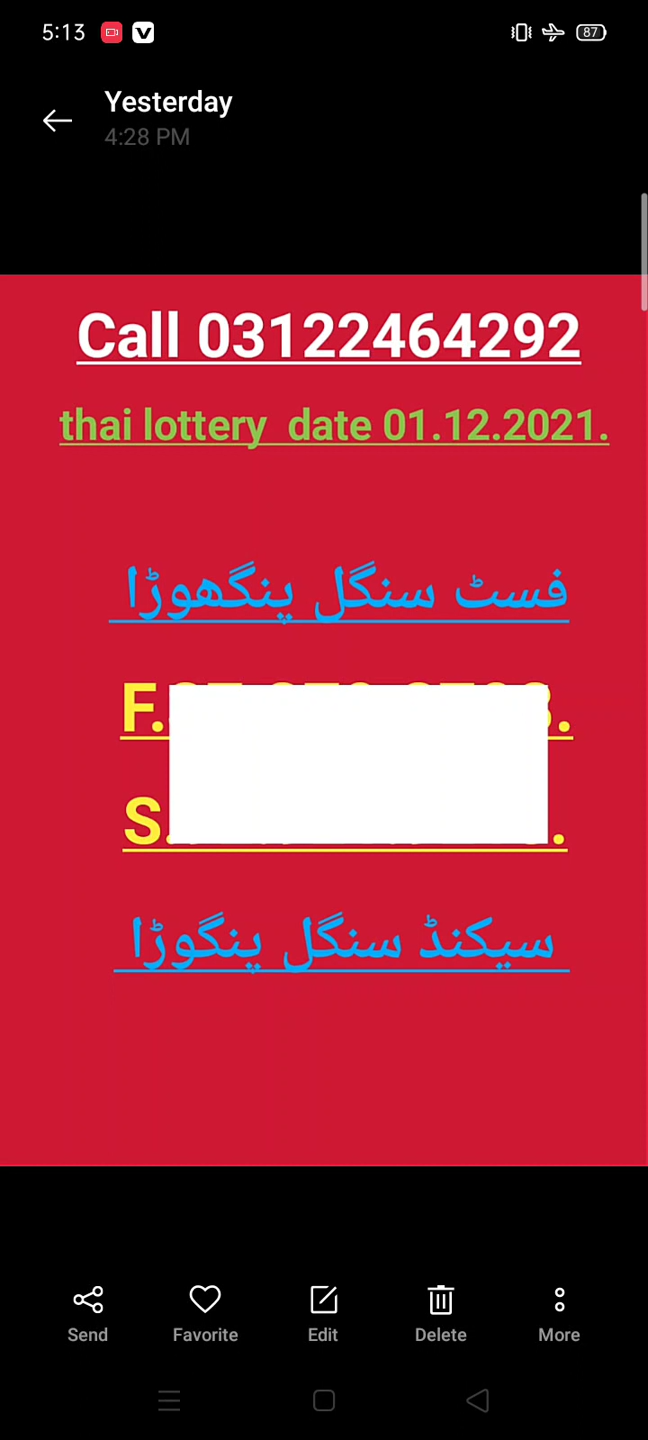 5:13
87
Yesterday
4:28 PM
Call 03122464292
thai lottery date 01.12.2021.
فسٹ سنگل پنگھوڑا
F.
S.
سیکنڈ سنگل پنگوڑا
Send
Favorite
Edit
Delete
More